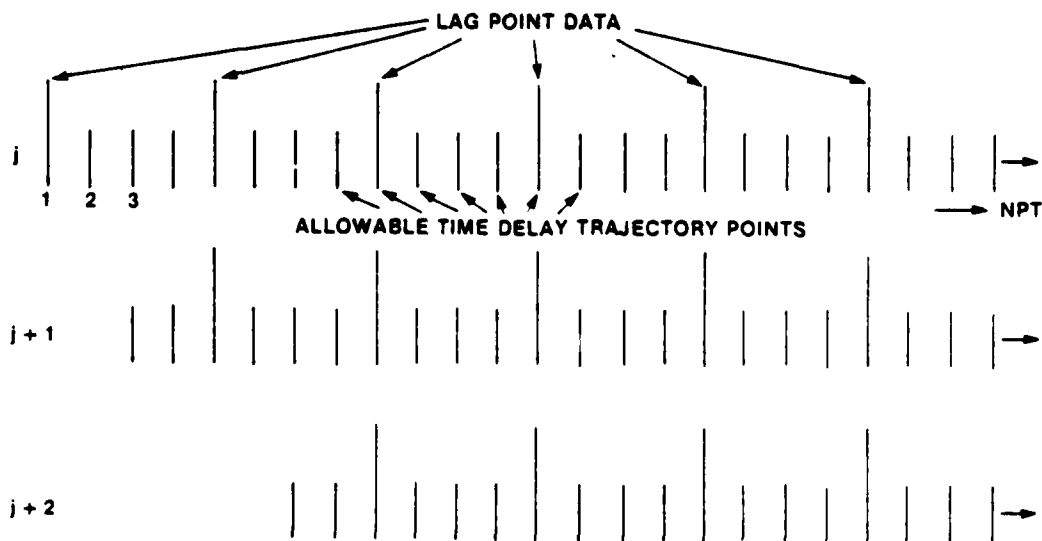 LAG POINT DATA
j
1 2 3
NPT
ALLOWABLE TIME DELAY TRAJECTORY POINTS
j + 1
j + 2